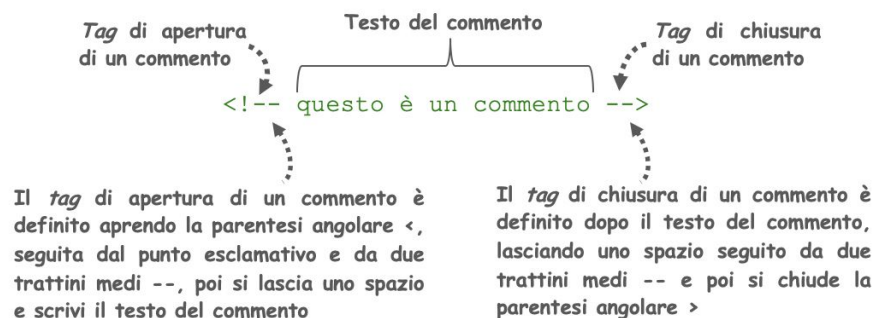 Testo del commento
Tag di apertura
di un commento
Tag di chiusura
di un commento
<!-- questo è un commento -->
Il tag di apertura di un commento è
definito aprendo la parentesi angolare <,
seguita dal punto esclamativo e da due
trattini medi --, poi si lascia uno spazio
e scrivi il testo del commento
Il tag di chiusura di un commento è
definito dopo il testo del commento,
lasciando uno spazio seguito da due
trattini medi -- e poi si chiude la
parentesi angolare >